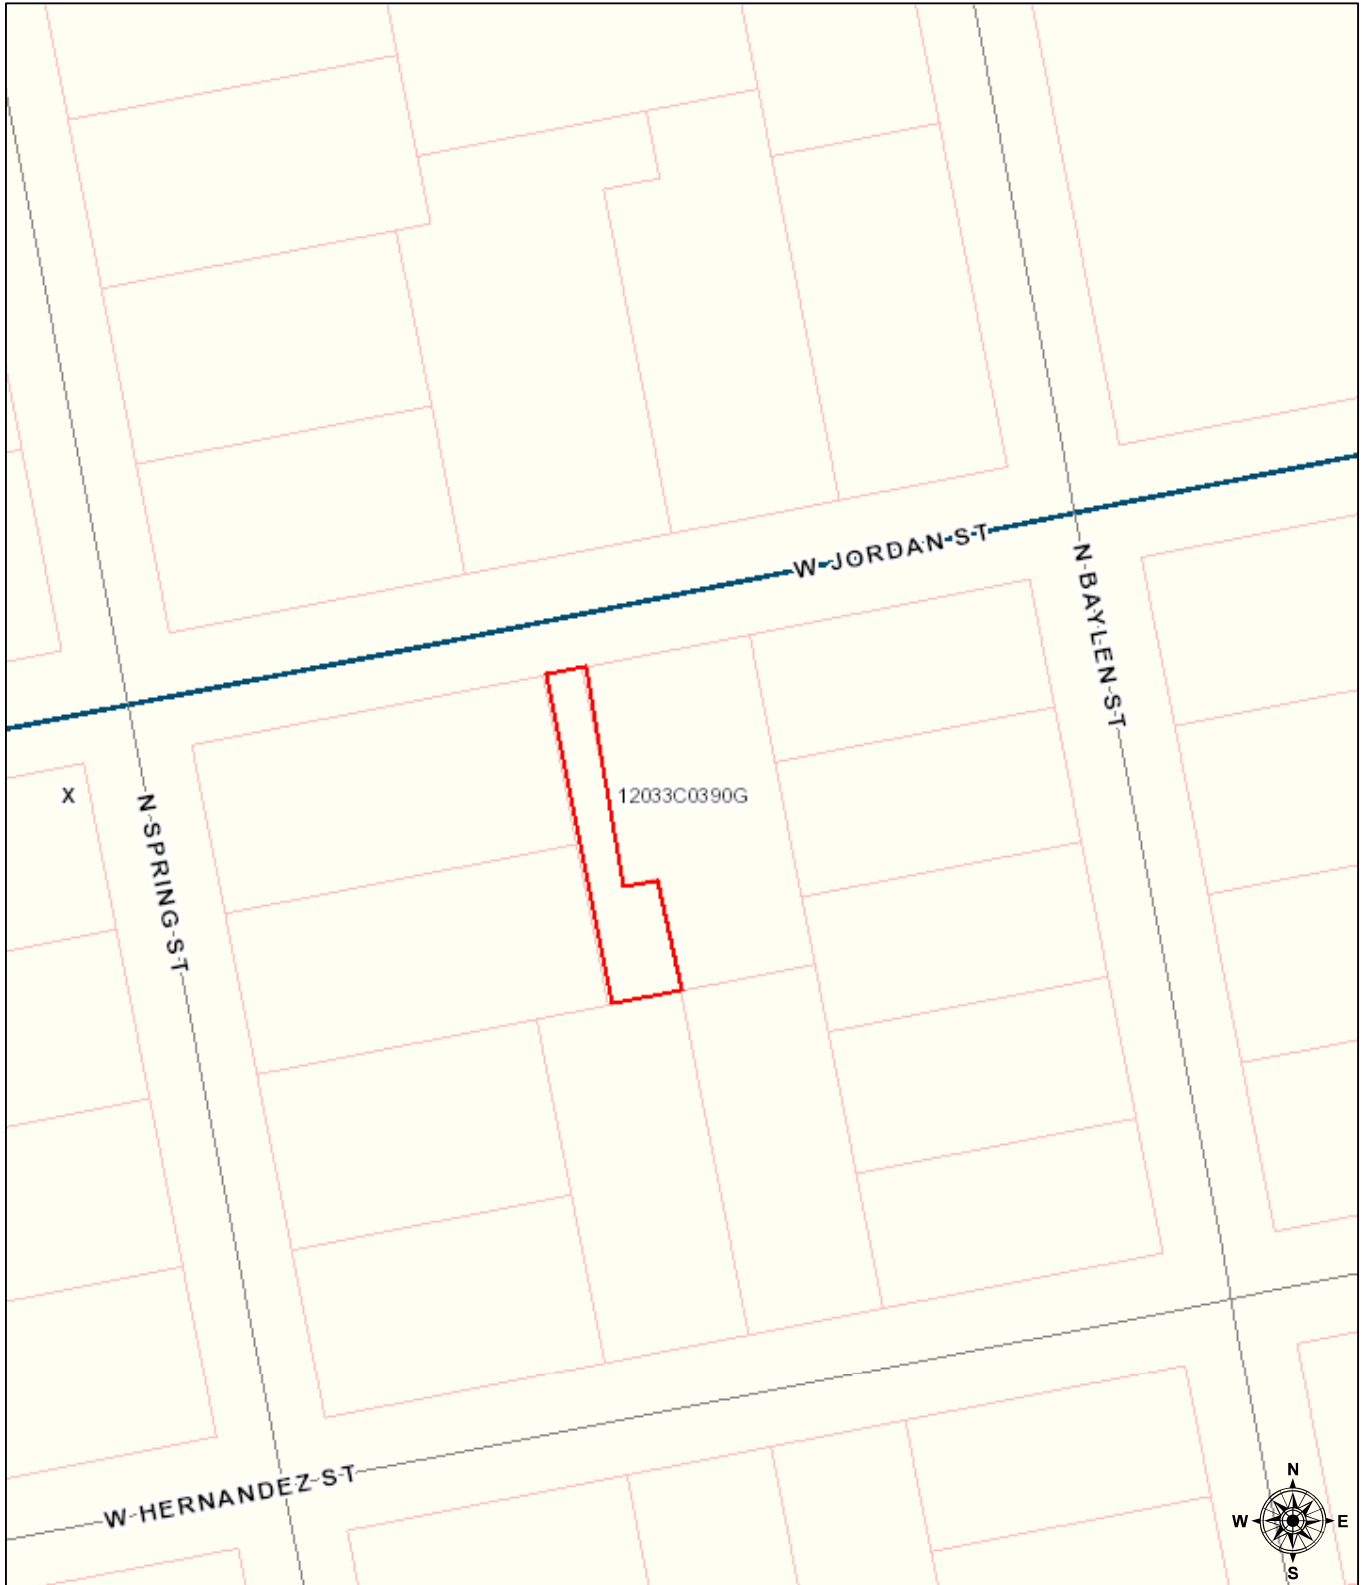 W JORDAN ST
N BAYLEN ST
X
12033C0390G
N SPRING ST
W HERNANDEZ ST
N
W E
S